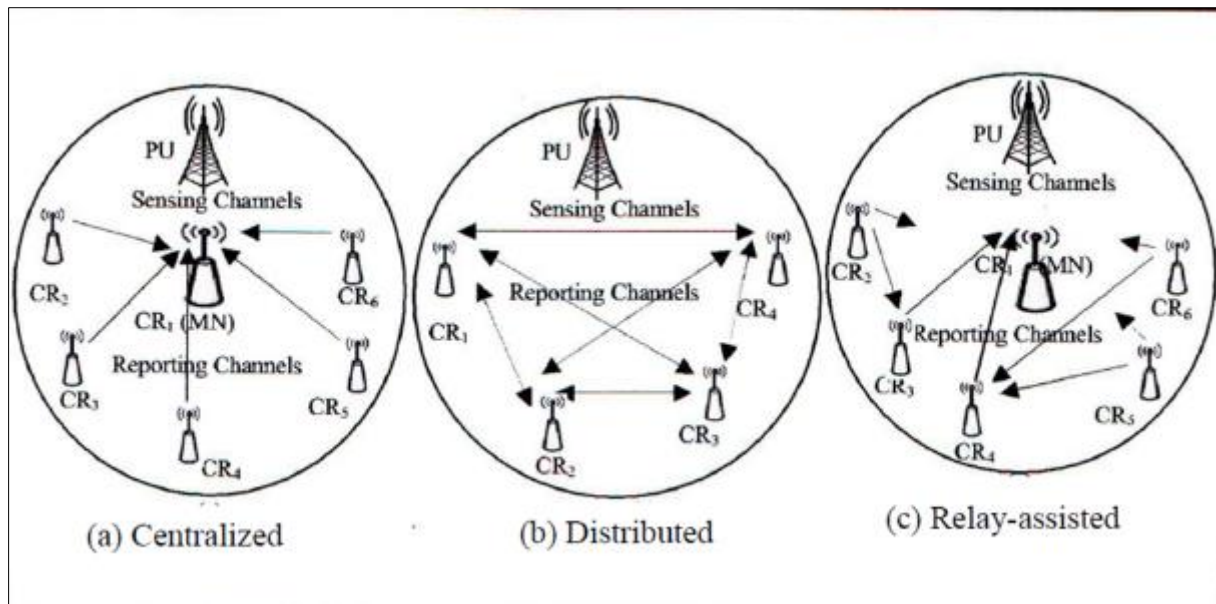 PU
Sensing Channels
CR₂
CR₆
CR₁ (MN)
Reporting Channels
CR₃
CR₅
CR₄
(a) Centralized
PU
Sensing Channels
Reporting Channels
CR₁
CR₄
CR₃
CR₂
(b) Distributed
PU
Sensing Channels
CR₂
CR₁ (MN)
CR₆
Reporting Channels
CR₃
CR₅
CR₄
(c) Relay-assisted